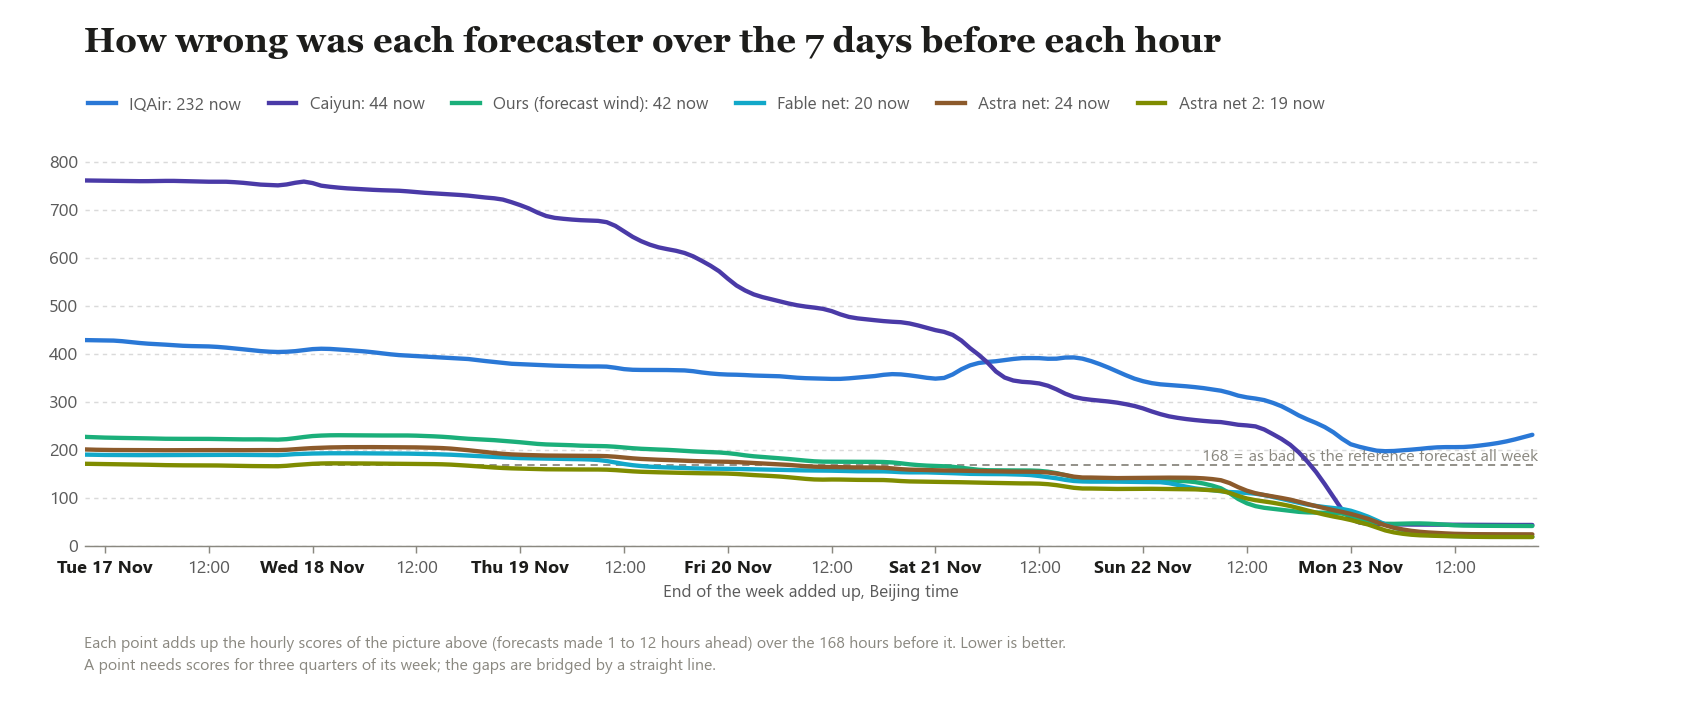 How wrong was each forecaster over the 7 days before each hour
IQAir: 232 now Caiyun: 44 now Ours (forecast wind): 42 now Fable net: 20 now Astra net: 24 now Astra net 2: 19 now
800
700
600
500
400
300
200
168 = as bad as the reference forecast all week
100
0
Tue 17 Nov 12:00 Wed 18 Nov 12:00 Thu 19 Nov 12:00 Fri 20 Nov 12:00 Sat 21 Nov 12:00 Sun 22 Nov 12:00 Mon 23 Nov 12:00
End of the week added up, Beijing time
Each point adds up the hourly scores of the picture above (forecasts made 1 to 12 hours ahead) over the 168 hours before it. Lower is better.
A point needs scores for three quarters of its week; the gaps are bridged by a straight line.